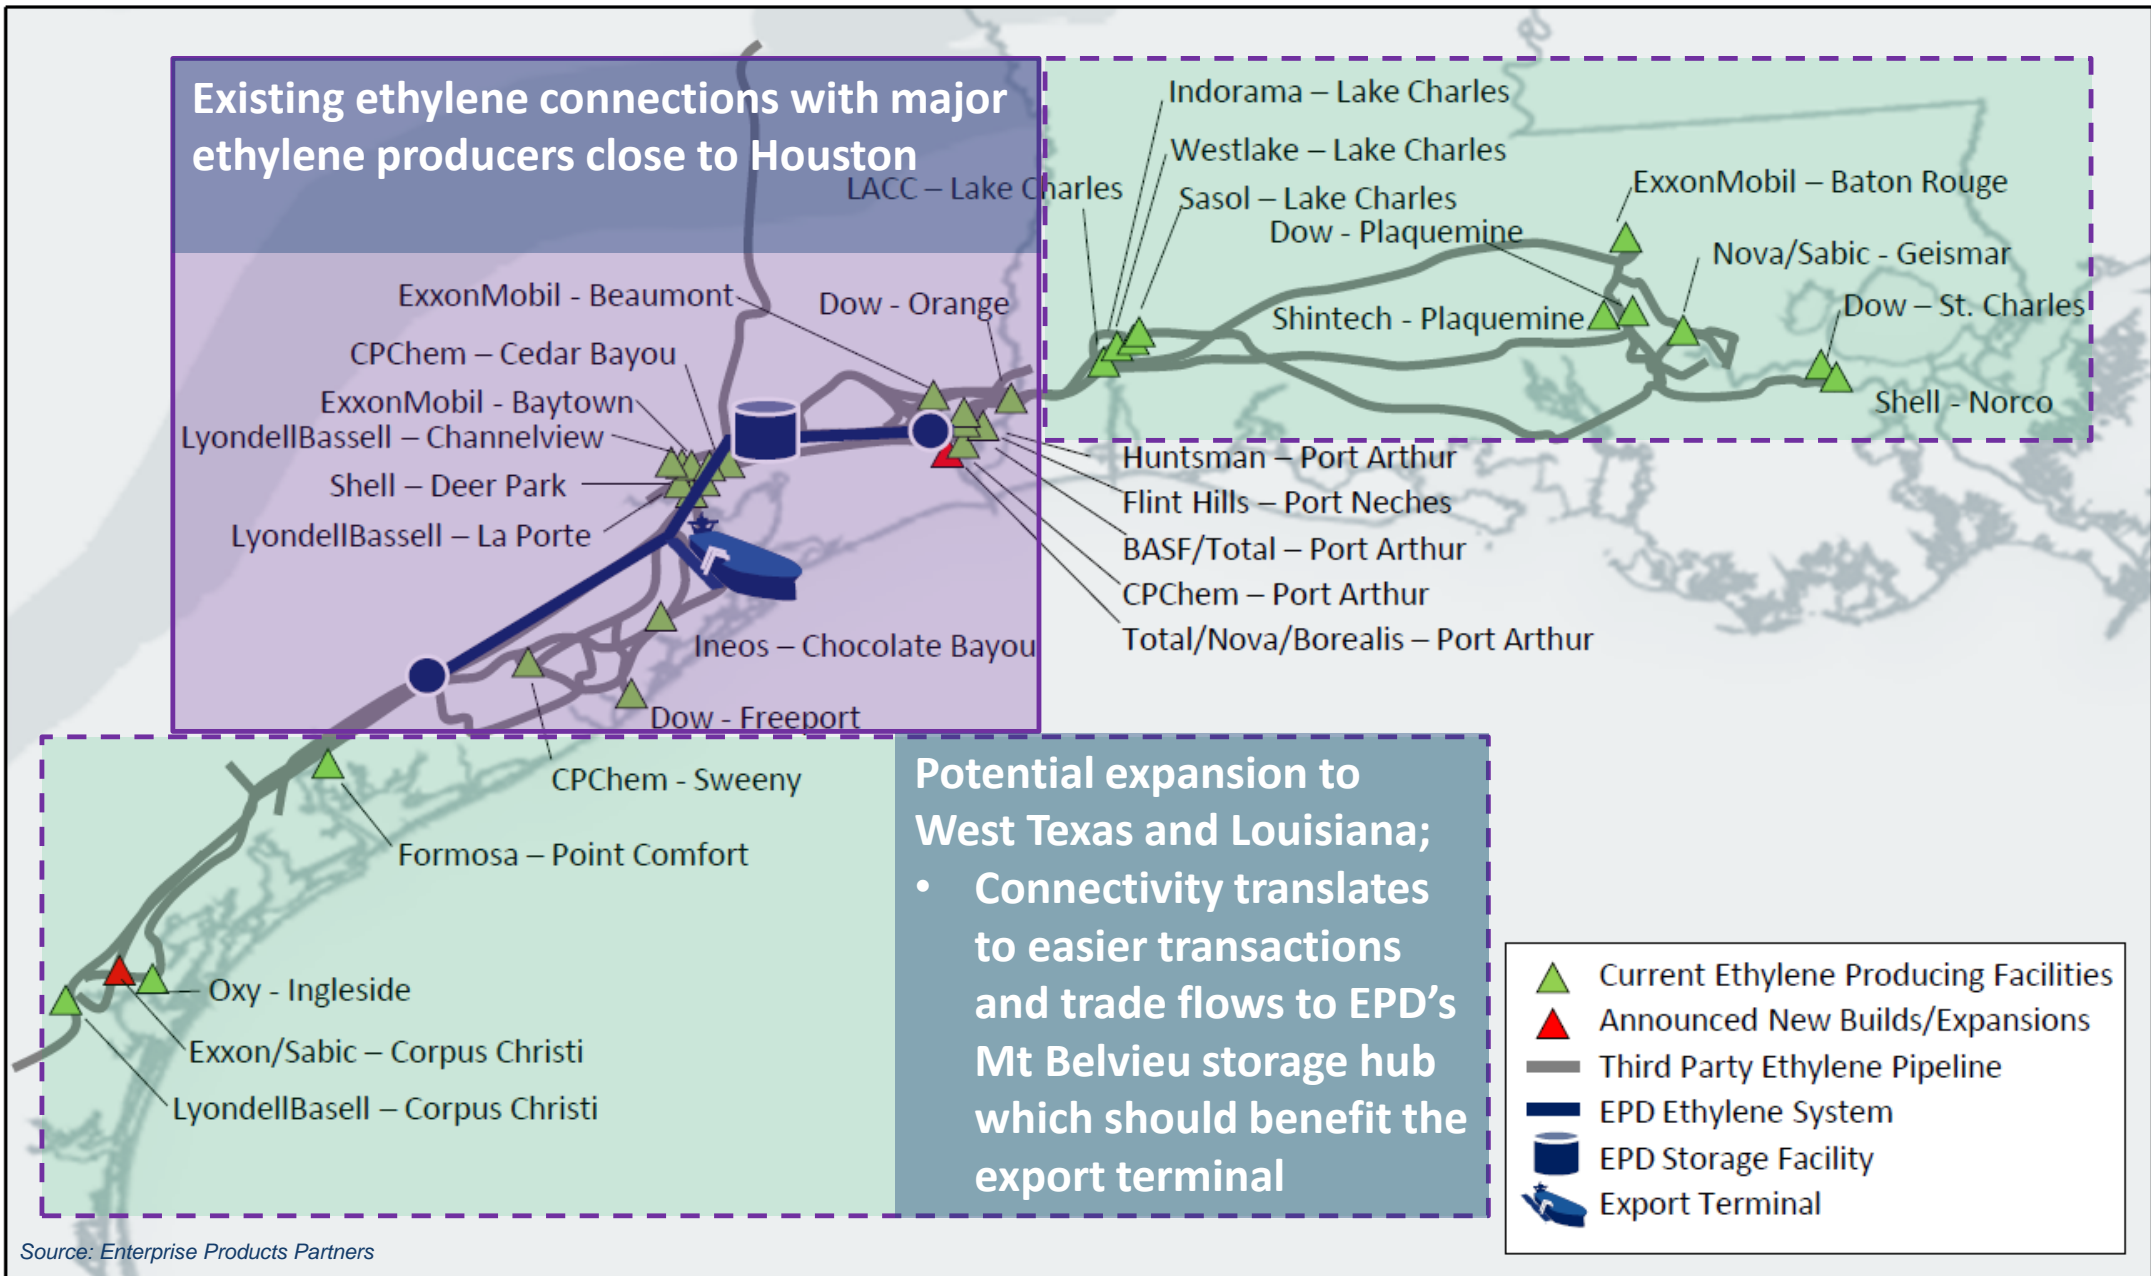 Existing ethylene connections with major
ethylene producers close to Houston
LACC – Lake Charles
Indorama – Lake Charles
Westlake – Lake Charles
Sasol – Lake Charles
Dow - Plaquemine
ExxonMobil – Baton Rouge
Nova/Sabic - Geismar
Dow – St. Charles
Shintech - Plaquemine
Shell - Norco
ExxonMobil - Beaumont
Dow - Orange
CPChem – Cedar Bayou
ExxonMobil - Baytown
LyondellBassell – Channelview
Shell – Deer Park
LyondellBassell – La Porte
Huntsman – Port Arthur
Flint Hills – Port Neches
BASF/Total – Port Arthur
CPChem – Port Arthur
Total/Nova/Borealis – Port Arthur
Ineos – Chocolate Bayou
Dow - Freeport
CPChem - Sweeny
Formosa – Point Comfort
Oxy - Ingleside
Exxon/Sabic – Corpus Christi
LyondellBasell – Corpus Christi
Potential expansion to
West Texas and Louisiana;
• Connectivity translates
to easier transactions
and trade flows to EPD’s
Mt Belvieu storage hub
which should benefit the
export terminal
Current Ethylene Producing Facilities
Announced New Builds/Expansions
Third Party Ethylene Pipeline
EPD Ethylene System
EPD Storage Facility
Export Terminal
Source: Enterprise Products Partners